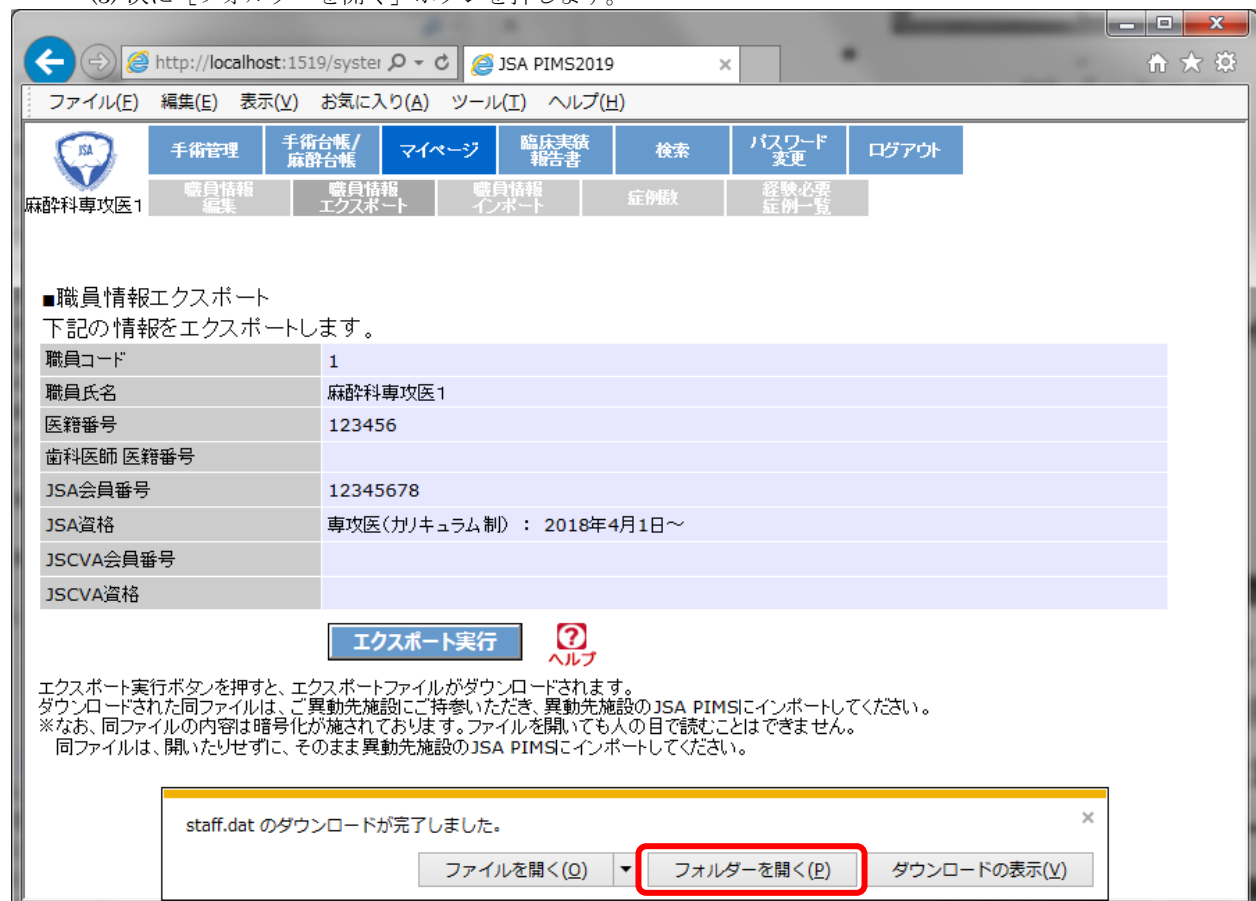 (3) 次に［フォルダーを開く］ボタンを押します。
http://localhost:1519/syster
JSA PIMS2019
ファイル(F) 編集(E) 表示(V) お気に入り(A) ツール(T) ヘルプ(H)
JSA
手術管理
手術台帳/
麻酔台帳
マイページ
臨床実績
報告書
検索
パスワード
変更
ログアウト
麻酔科専攻医1
職員情報
編集
職員情報
エクスポート
職員情報
インポート
症例数
経験必要
症例一覧
■職員情報エクスポート
下記の情報をエクスポートします。
職員コード 1
職員氏名 麻酔科専攻医1
医籍番号 123456
歯科医師 医籍番号
JSA会員番号 12345678
JSA資格 専攻医（カリキュラム制） ： 2018年4月1日～
JSCVA会員番号
JSCVA資格
エクスポート実行
?
ヘルプ
エクスポート実行ボタンを押すと、エクスポートファイルがダウンロードされます。
ダウンロードされた同ファイルは、ご異動先施設にご持参いただき、異動先施設のJSA PIMSにインポートしてください。
※なお、同ファイルの内容は暗号化が施されております。ファイルを開いても人の目で読むことはできません。
同ファイルは、開いたりせずに、そのまま異動先施設のJSA PIMSにインポートしてください。
staff.dat のダウンロードが完了しました。
ファイルを開く(O) フォルダーを開く(P) ダウンロードの表示(V)